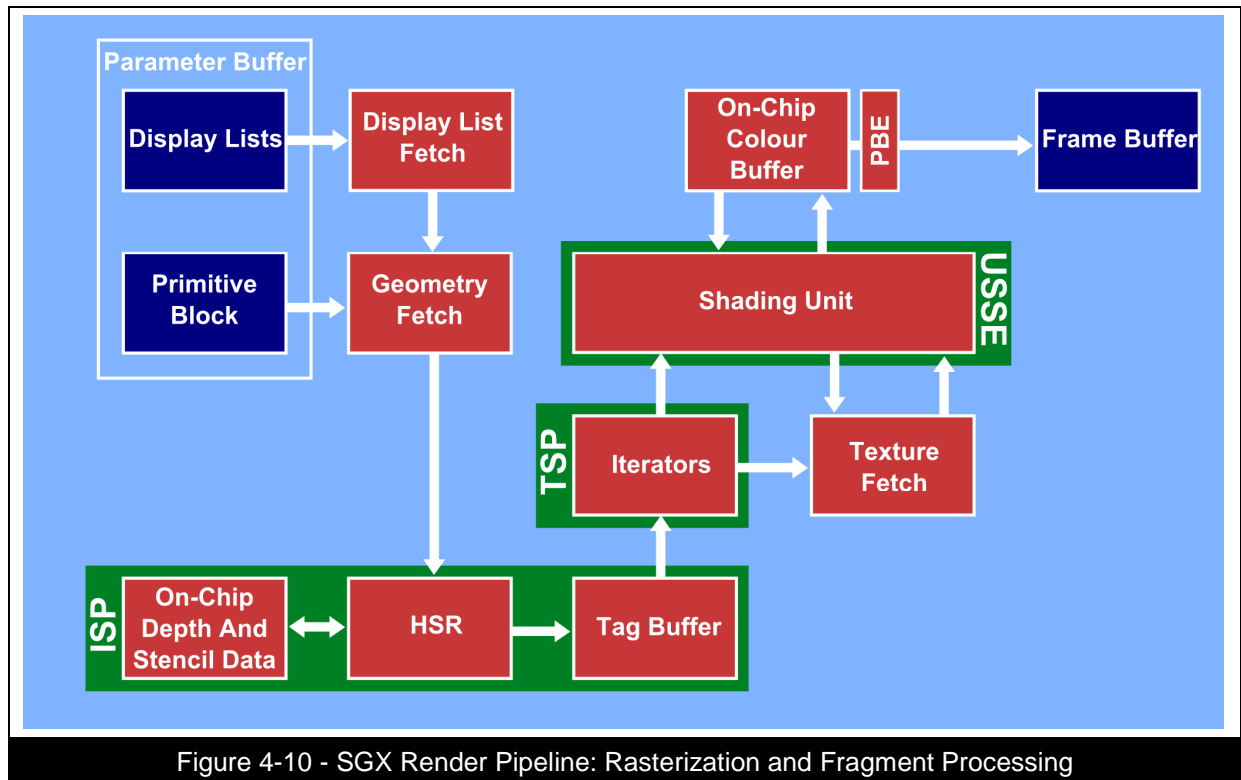 Parameter Buffer
Display Lists
Display List
Fetch
On-Chip
Colour
Buffer
PBE
Frame Buffer
Primitive
Block
Geometry
Fetch
Shading Unit
USSE
TSP
Iterators
Texture
Fetch
ISP
On-Chip
Depth And
Stencil Data
HSR
Tag Buffer
Figure 4-10 - SGX Render Pipeline: Rasterization and Fragment Processing